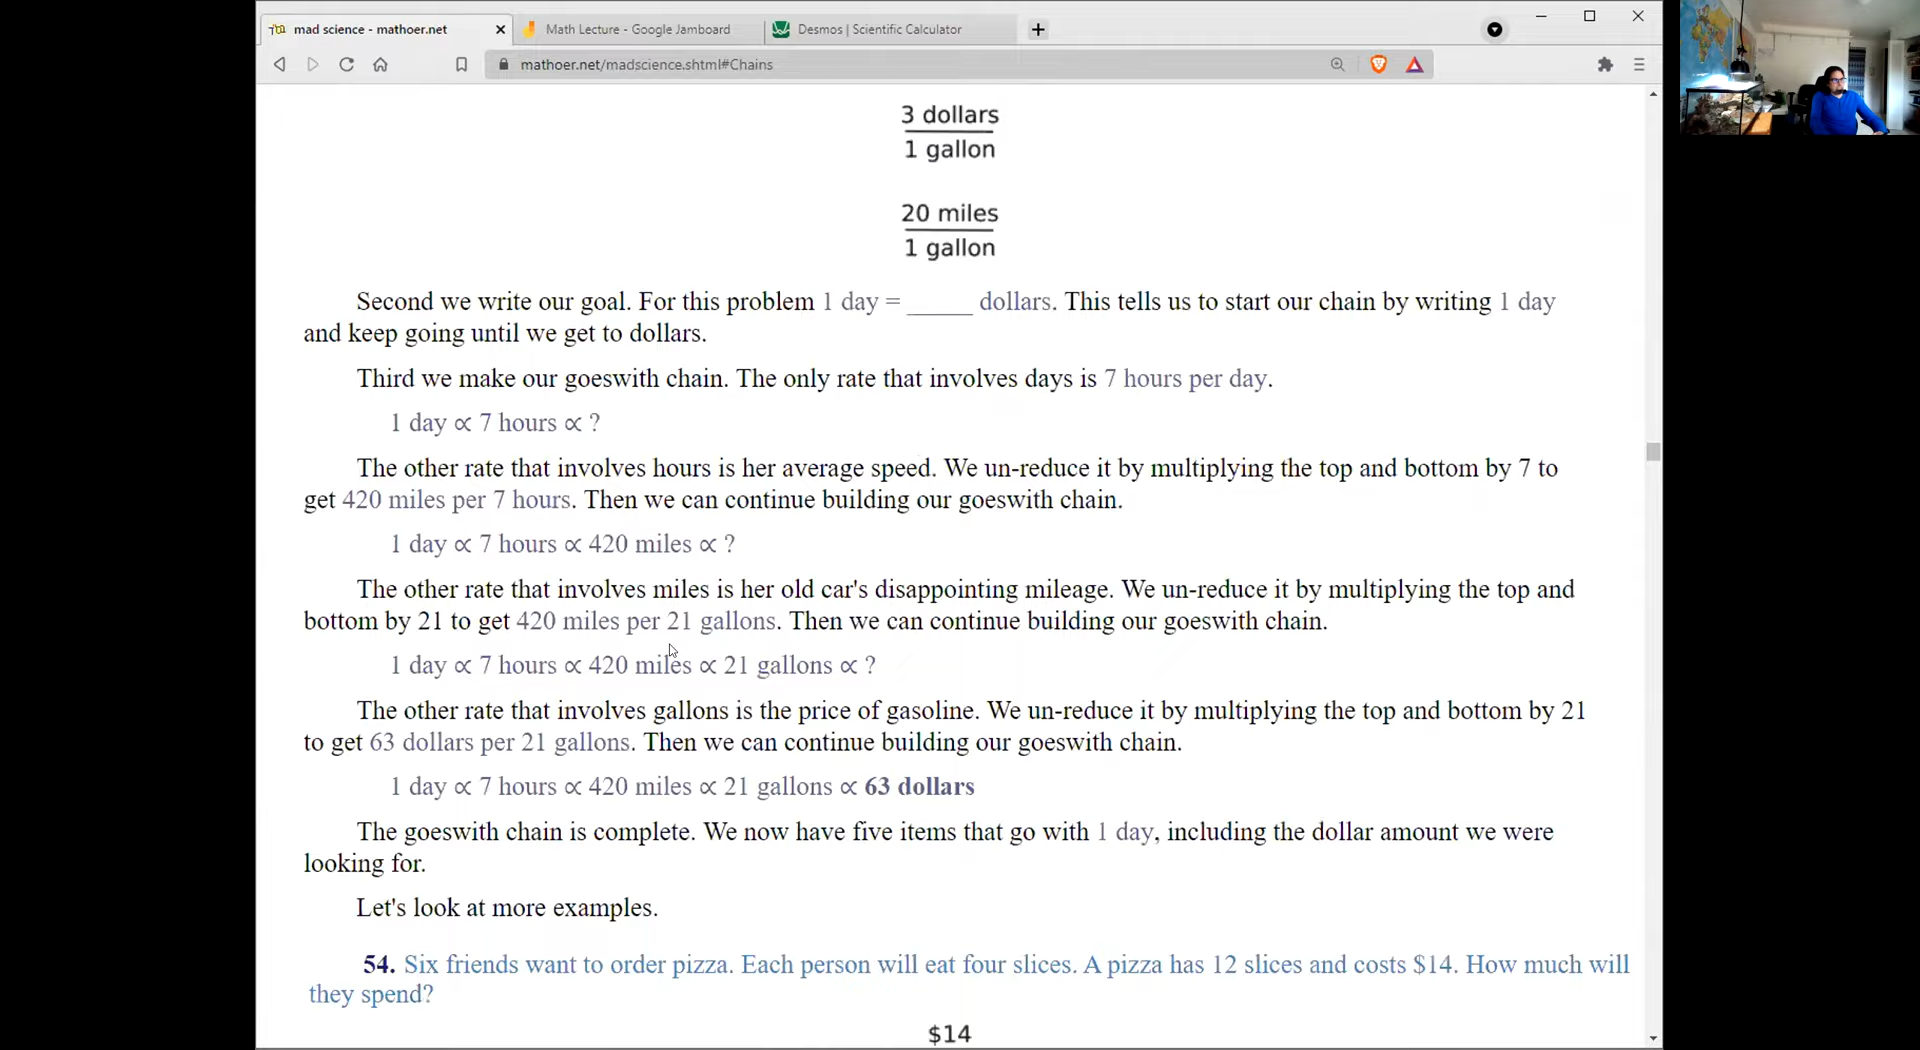 mad science - mathoer.net
Math Lecture - Google Jamboard
Desmos | Scientific Calculator
mathoer.net/madscience.shtml#Chains
3 dollars
1 gallon
20 miles
1 gallon
Second we write our goal. For this problem 1 day = _____ dollars. This tells us to start our chain by writing 1 day
and keep going until we get to dollars.
Third we make our goeswith chain. The only rate that involves days is 7 hours per day.
1 day ∝ 7 hours ∝ ?
The other rate that involves hours is her average speed. We un-reduce it by multiplying the top and bottom by 7 to
get 420 miles per 7 hours. Then we can continue building our goeswith chain.
1 day ∝ 7 hours ∝ 420 miles ∝ ?
The other rate that involves miles is her old car's disappointing mileage. We un-reduce it by multiplying the top and
bottom by 21 to get 420 miles per 21 gallons. Then we can continue building our goeswith chain.
1 day ∝ 7 hours ∝ 420 miles ∝ 21 gallons ∝ ?
The other rate that involves gallons is the price of gasoline. We un-reduce it by multiplying the top and bottom by 21
to get 63 dollars per 21 gallons. Then we can continue building our goeswith chain.
1 day ∝ 7 hours ∝ 420 miles ∝ 21 gallons ∝ 63 dollars
The goeswith chain is complete. We now have five items that go with 1 day, including the dollar amount we were
looking for.
Let's look at more examples.
54. Six friends want to order pizza. Each person will eat four slices. A pizza has 12 slices and costs $14. How much will
they spend?
$14